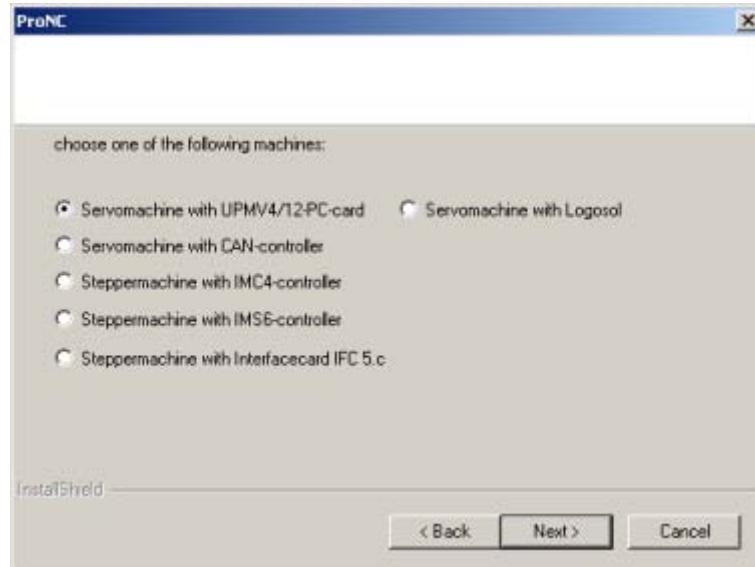 ProNC
choose one of the following machines:
Servomachine with UPMV4/12-PC-card Servomachine with Logosol
Servomachine with CAN-controller
Steppermachine with IMC4-controller
Steppermachine with IMS6-controller
Steppermachine with Interfacecard IFC 5.c
InstallShield
< Back Next > Cancel